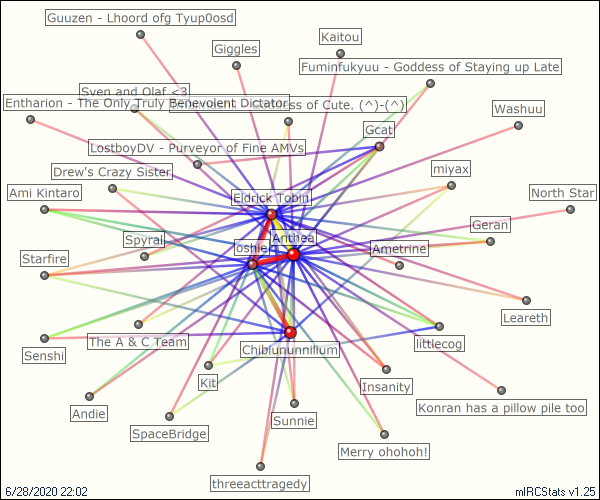 Guuzen - Lhoord ofg Tyup0osd
Kaitou
Giggles
Fuminfukyuu - Goddess of Staying up Late
Sven and Olaf <3
Entharion - The Only Truly Benevolent Dictator
ess of Cute. (^)-(^)
Washuu
Gcat
LostboyDV - Purveyor of Fine AMVs
Drew's Crazy Sister
miyax
Ami Kintaro
Eldrick Tobin
North Star
Geran
Spyral
oshie
Anthea
Ametrine
Starfire
Leareth
The A & C Team
Chibiununnilium
littlecog
Senshi
Kit
Insanity
Andie
Sunnie
Konran has a pillow pile too
SpaceBridge
Merry ohohoh!
threeacttragedy
6/28/2020 22:02
mIRCStats v1.25